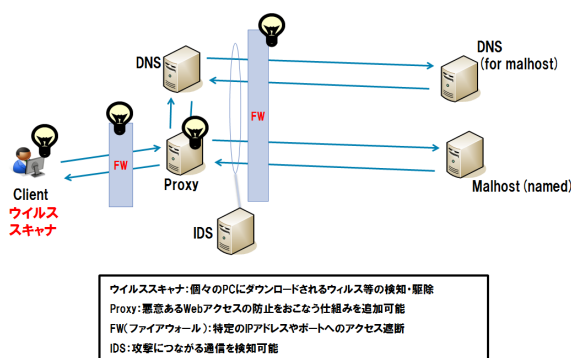 DNS
DNS
(for malhost)
FW
FW
Client
ウイルス
スキャナ
Proxy
Malhost(named)
IDS
ウイルススキャナ:個々のPCにダウンロードされるウィルス等の検知・駆除
Proxy:悪意あるWebアクセスの防止をおこなう仕組みを追加可能
FW(ファイアウォール):特定のIPアドレスやポートへのアクセス遮断
IDS:攻撃につながる通信を検知可能